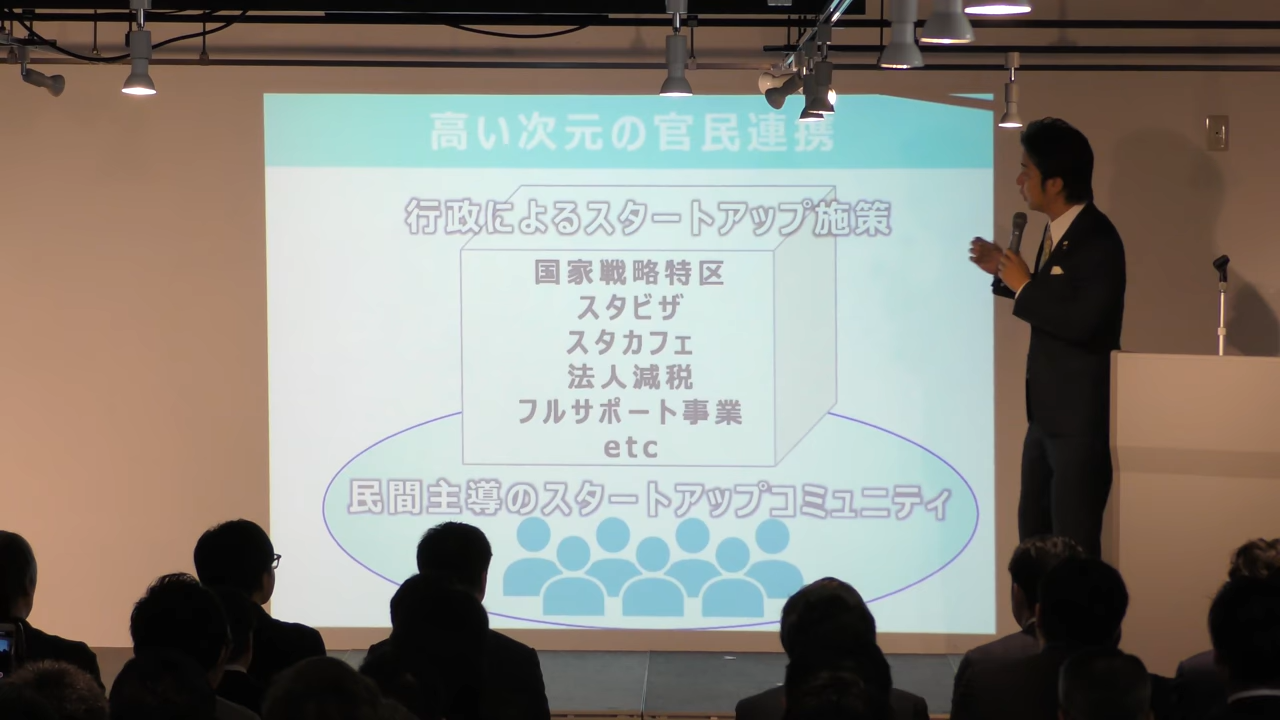 高い次元の官民連携
行政によるスタートアップ施策
国家戦略特区
スタビザ
スタカフェ
法人減税
フルサポート事業
etc
民間主導のスタートアップコミュニティ